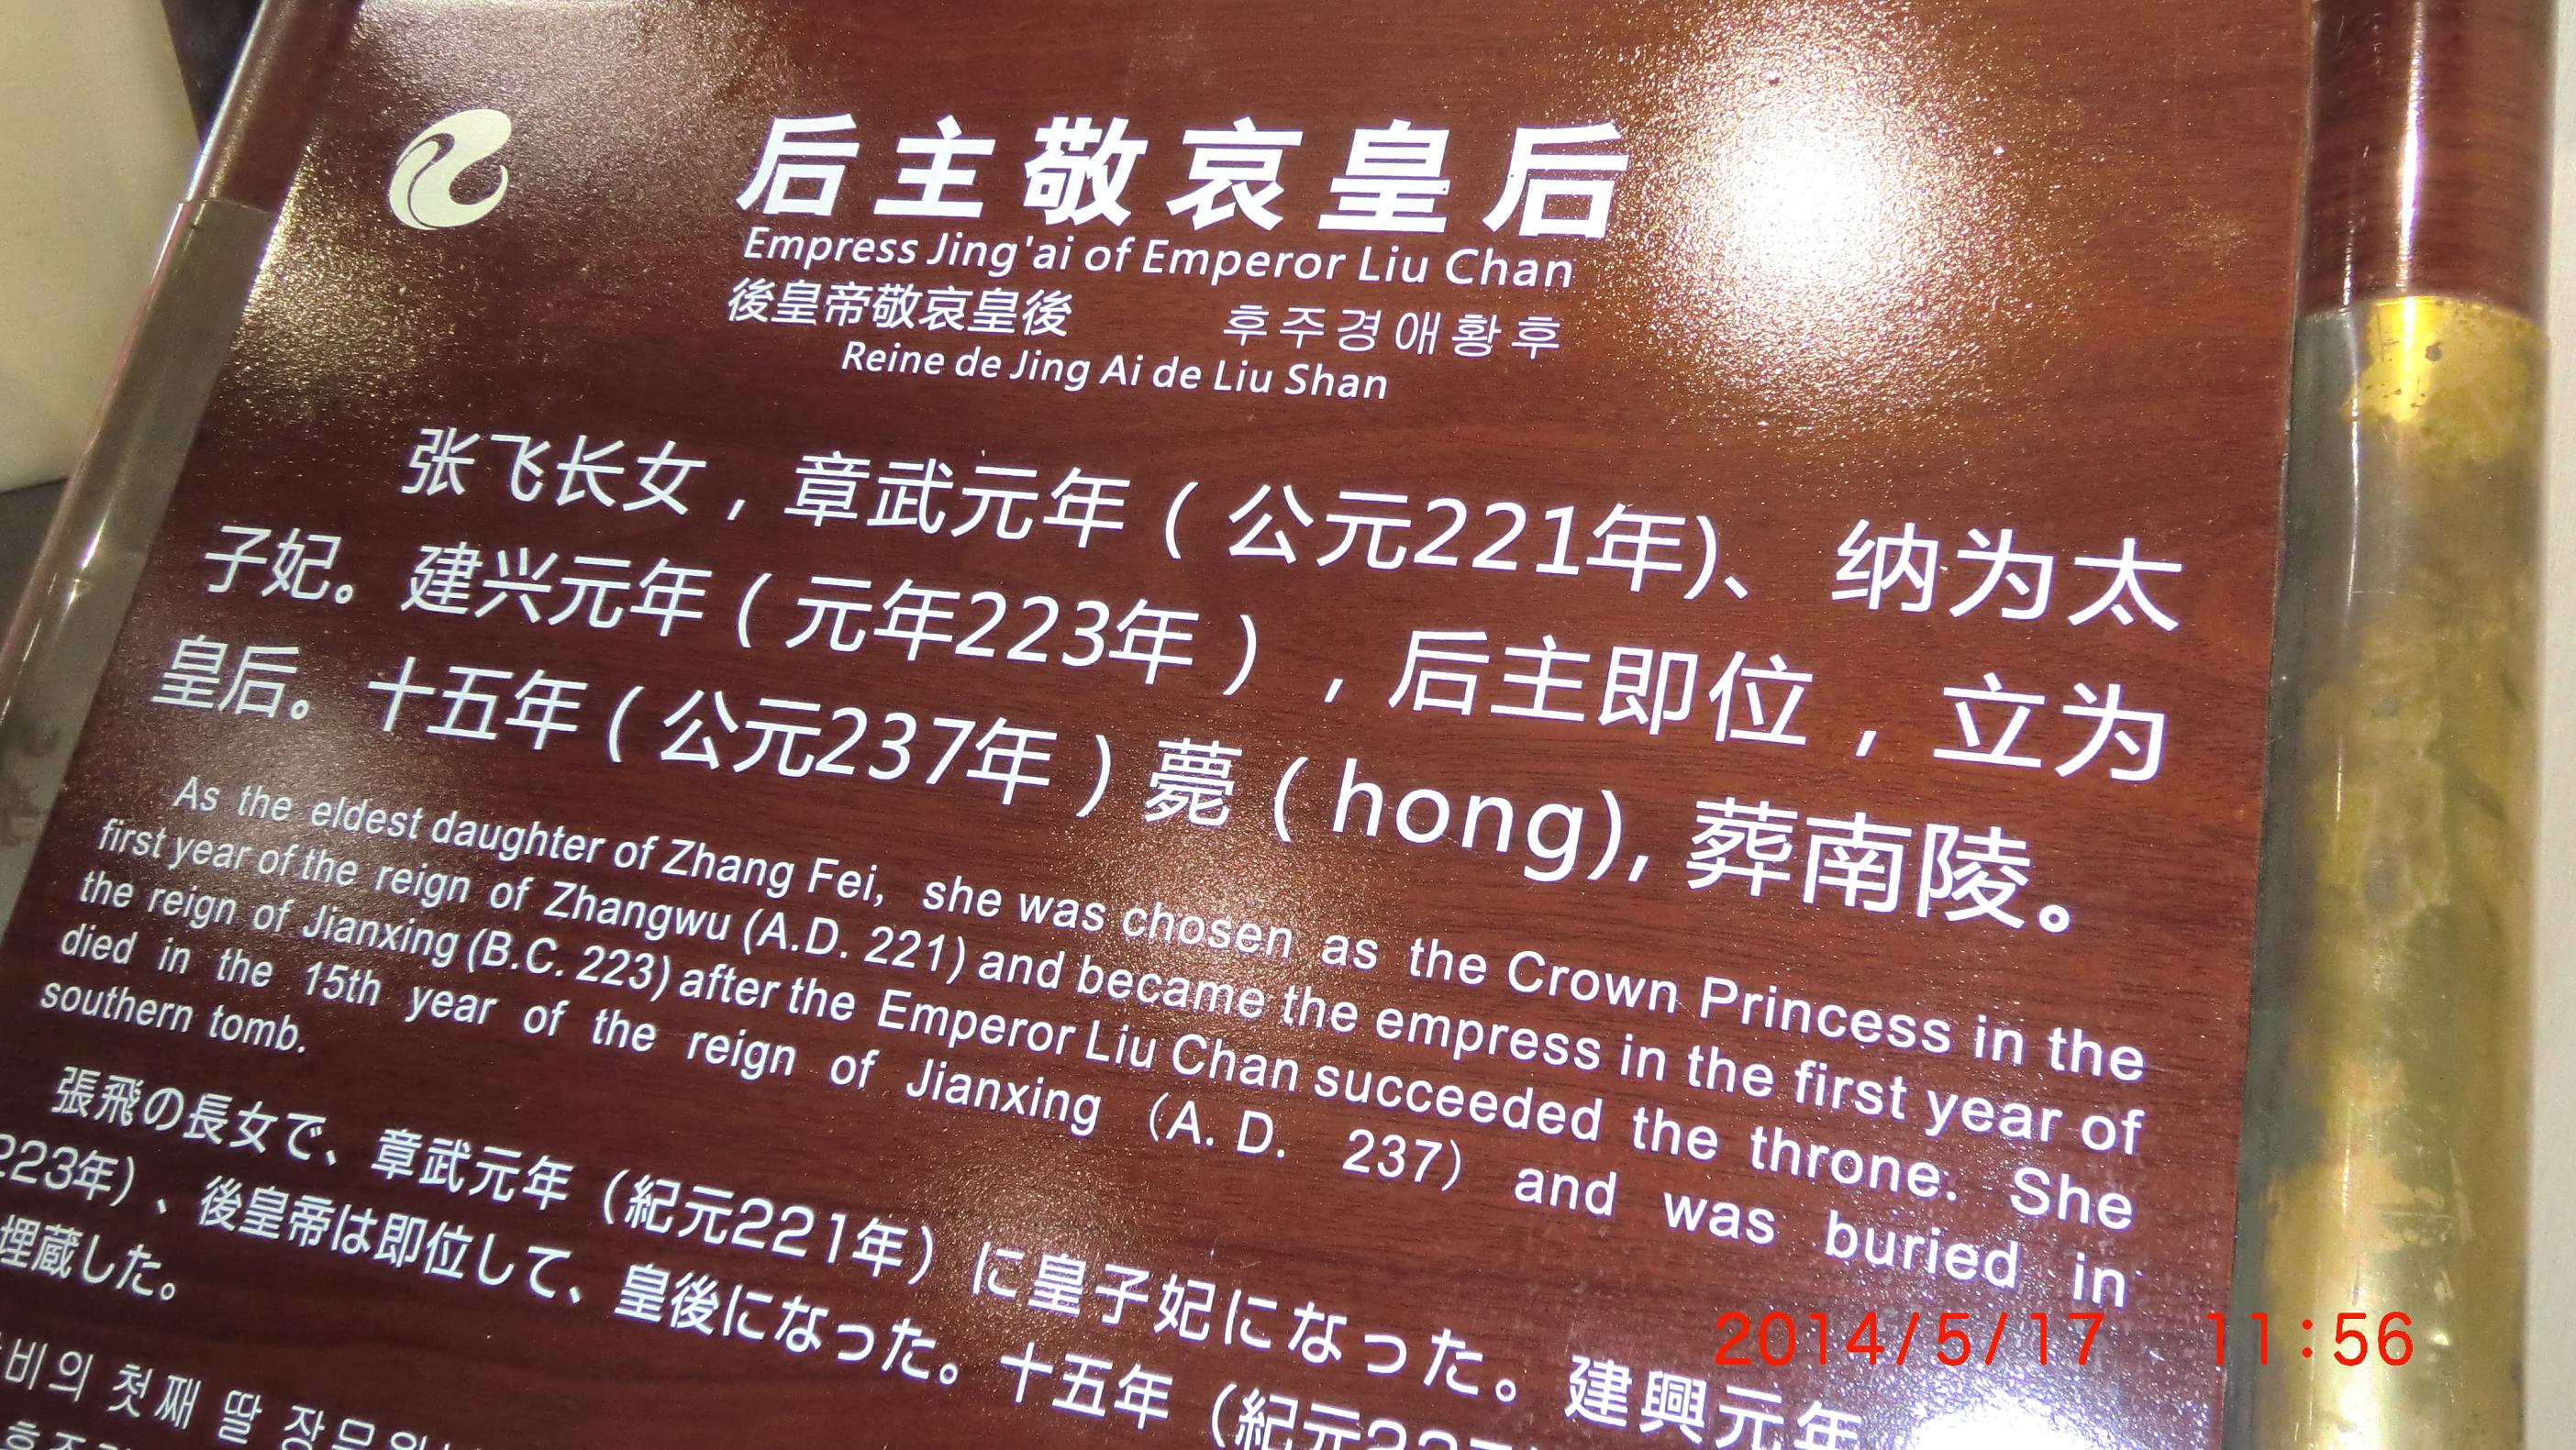 后主敬哀皇后
Empress Jing'ai of Emperor Liu Chan
後皇帝敬哀皇後 후주경애황후
Reine de Jing Ai de Liu Shan
张飞长女，章武元年（公元221年)、纳为太
子妃。建兴元年（元年223年），后主即位，立为
皇后。十五年（公元237年）薨（hong), 葬南陵。
As the eldest daughter of Zhang Fei, she was chosen as the Crown Princess in the
first year of the reign of Zhangwu (A.D. 221) and became the empress in the first year of
the reign of Jianxing (B.C. 223) after the Emperor Liu Chan succeeded the throne. She
died in the 15th year of the reign of Jianxing （A. D. 237） and was buried in
southern tomb.
張飛の長女で、章武元年（紀元221年）に皇子妃になった。建興元年
223年）、後皇帝は即位して、皇後になった。十五年（紀元237
埋蔵した。
비의 첫째 딸 장
2014/5/17 11:56